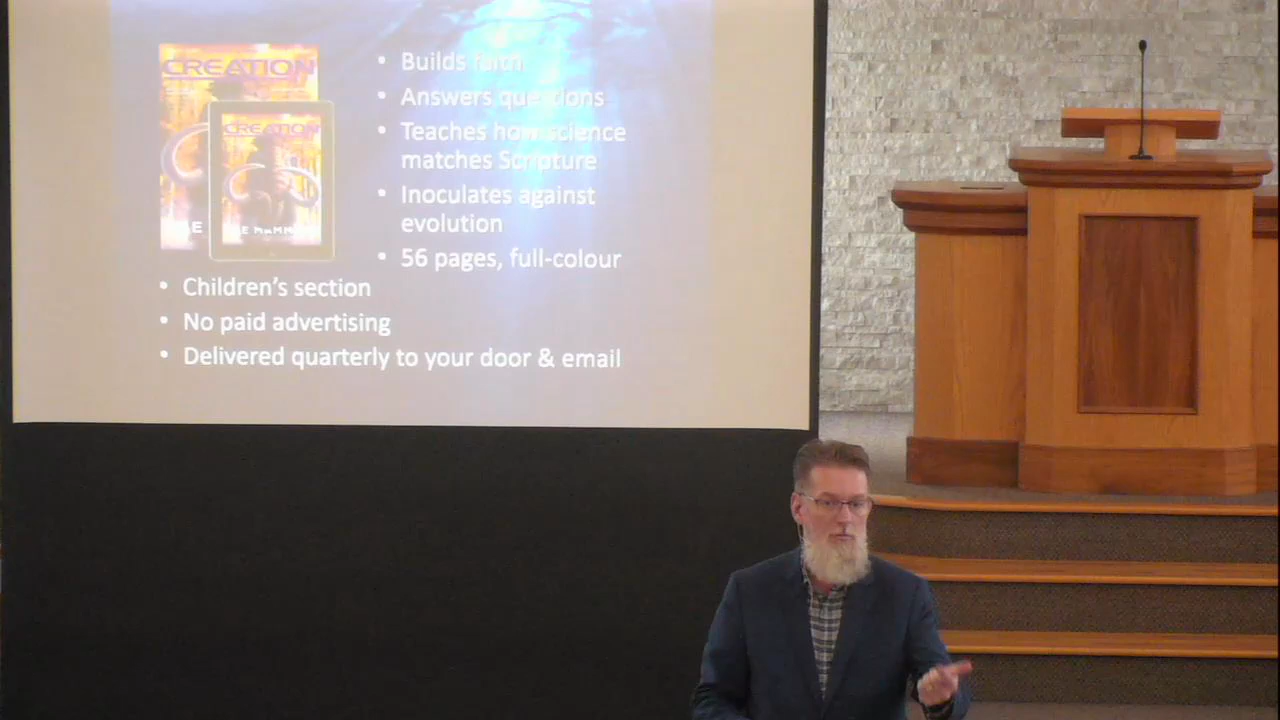 CREATION
CREATION
• Builds faith
• Answers questions
• Teaches how science
matches Scripture
• Inoculates against
evolution
• 56 pages, full-colour
• Children's section
• No paid advertising
• Delivered quarterly to your door & email